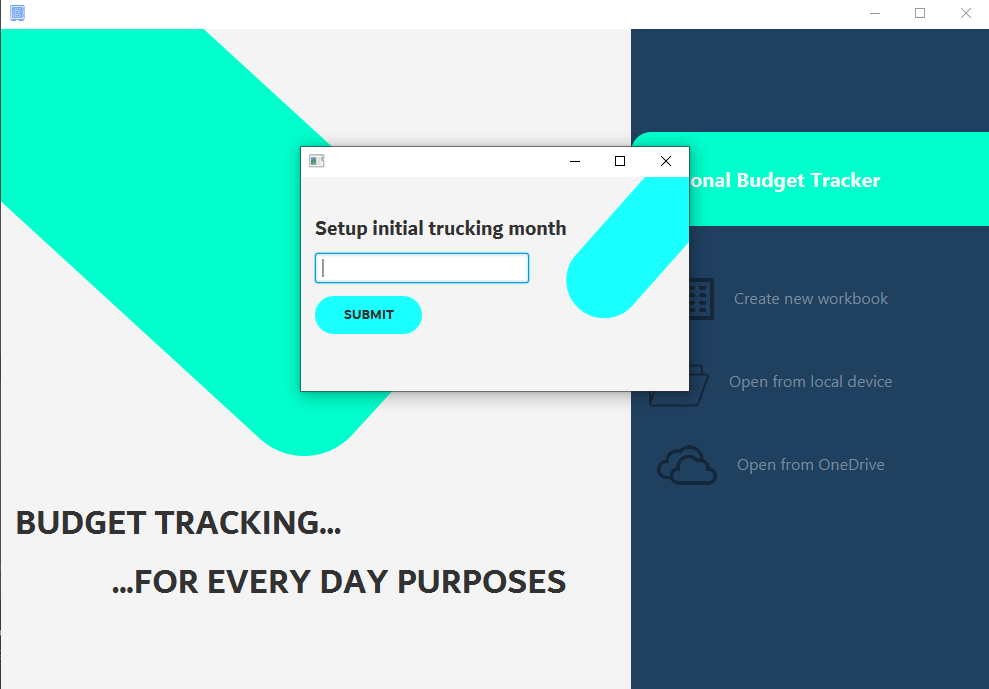 Setup initial trucking month
SUBMIT
onal Budget Tracker
Create new workbook
Open from local device
Open from OneDrive
BUDGET TRACKING...
...FOR EVERY DAY PURPOSES